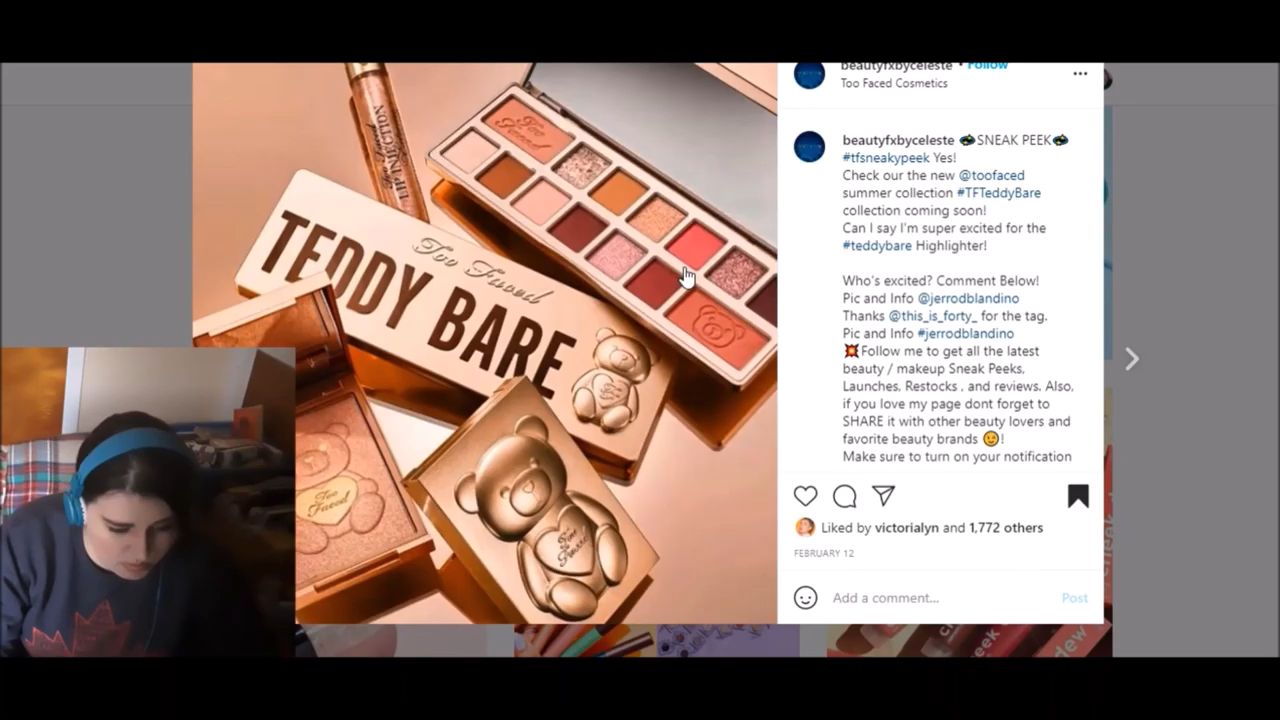 beautyfxbyceleste • Follow
Too Faced Cosmetics
beautyfxbyceleste SNEAK PEEK
#tfsneakypeek Yes!
Check our the new @toofaced
summer collection #TFTeddyBare
collection coming soon!
Can I say I'm super excited for the
#teddybare Highlighter!
Who's excited? Comment Below!
Pic and Info @jerrodblandino
Thanks @this_is_forty_ for the tag.
Pic and Info #jerrodblandino
Follow me to get all the latest
beauty / makeup Sneak Peeks,
Launches, Restocks , and reviews. Also,
if you love my page dont forget to
SHARE it with other beauty lovers and
favorite beauty brands !
Make sure to turn on your notification
Liked by victorialyn and 1,772 others
FEBRUARY 12
Add a comment...
Post
LIP INJECTION
Too Faced
Too Faced
TEDDY BARE
Too Faced
Too Faced
cheek
peek
dew